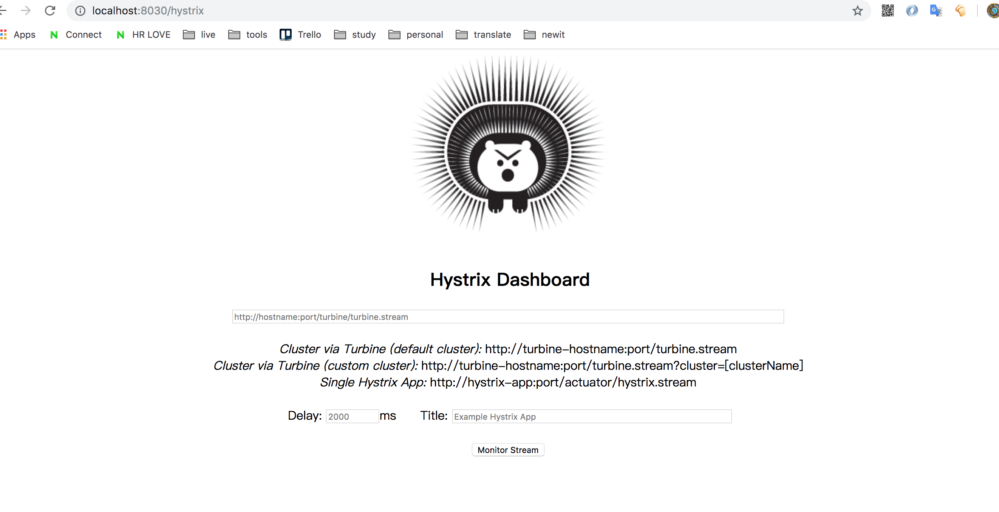 localhost:8030/hystrix
Apps Connect HR LOVE live tools Trello study personal translate newit
Hystrix Dashboard
http://hostname:port/turbine/turbine.stream
Cluster via Turbine (default cluster): http://turbine-hostname:port/turbine.stream
Cluster via Turbine (custom cluster): http://turbine-hostname:port/turbine.stream?cluster=[clusterName]
Single Hystrix App: http://hystrix-app:port/actuator/hystrix.stream
Delay: 2000 ms Title: Example Hystrix App
Monitor Stream